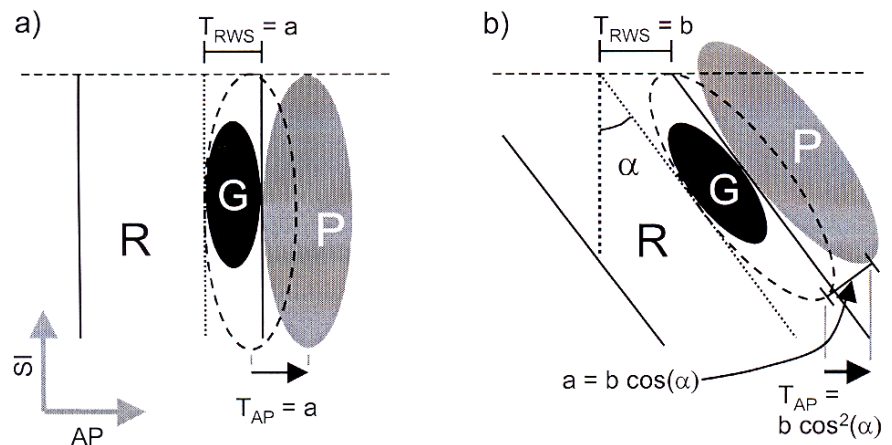 a)
T_RWS = a
G
P
R
SI
AP
T_AP = a
b)
T_RWS = b
α
P
G
R
a = b cos(α)
T_AP =
b cos²(α)